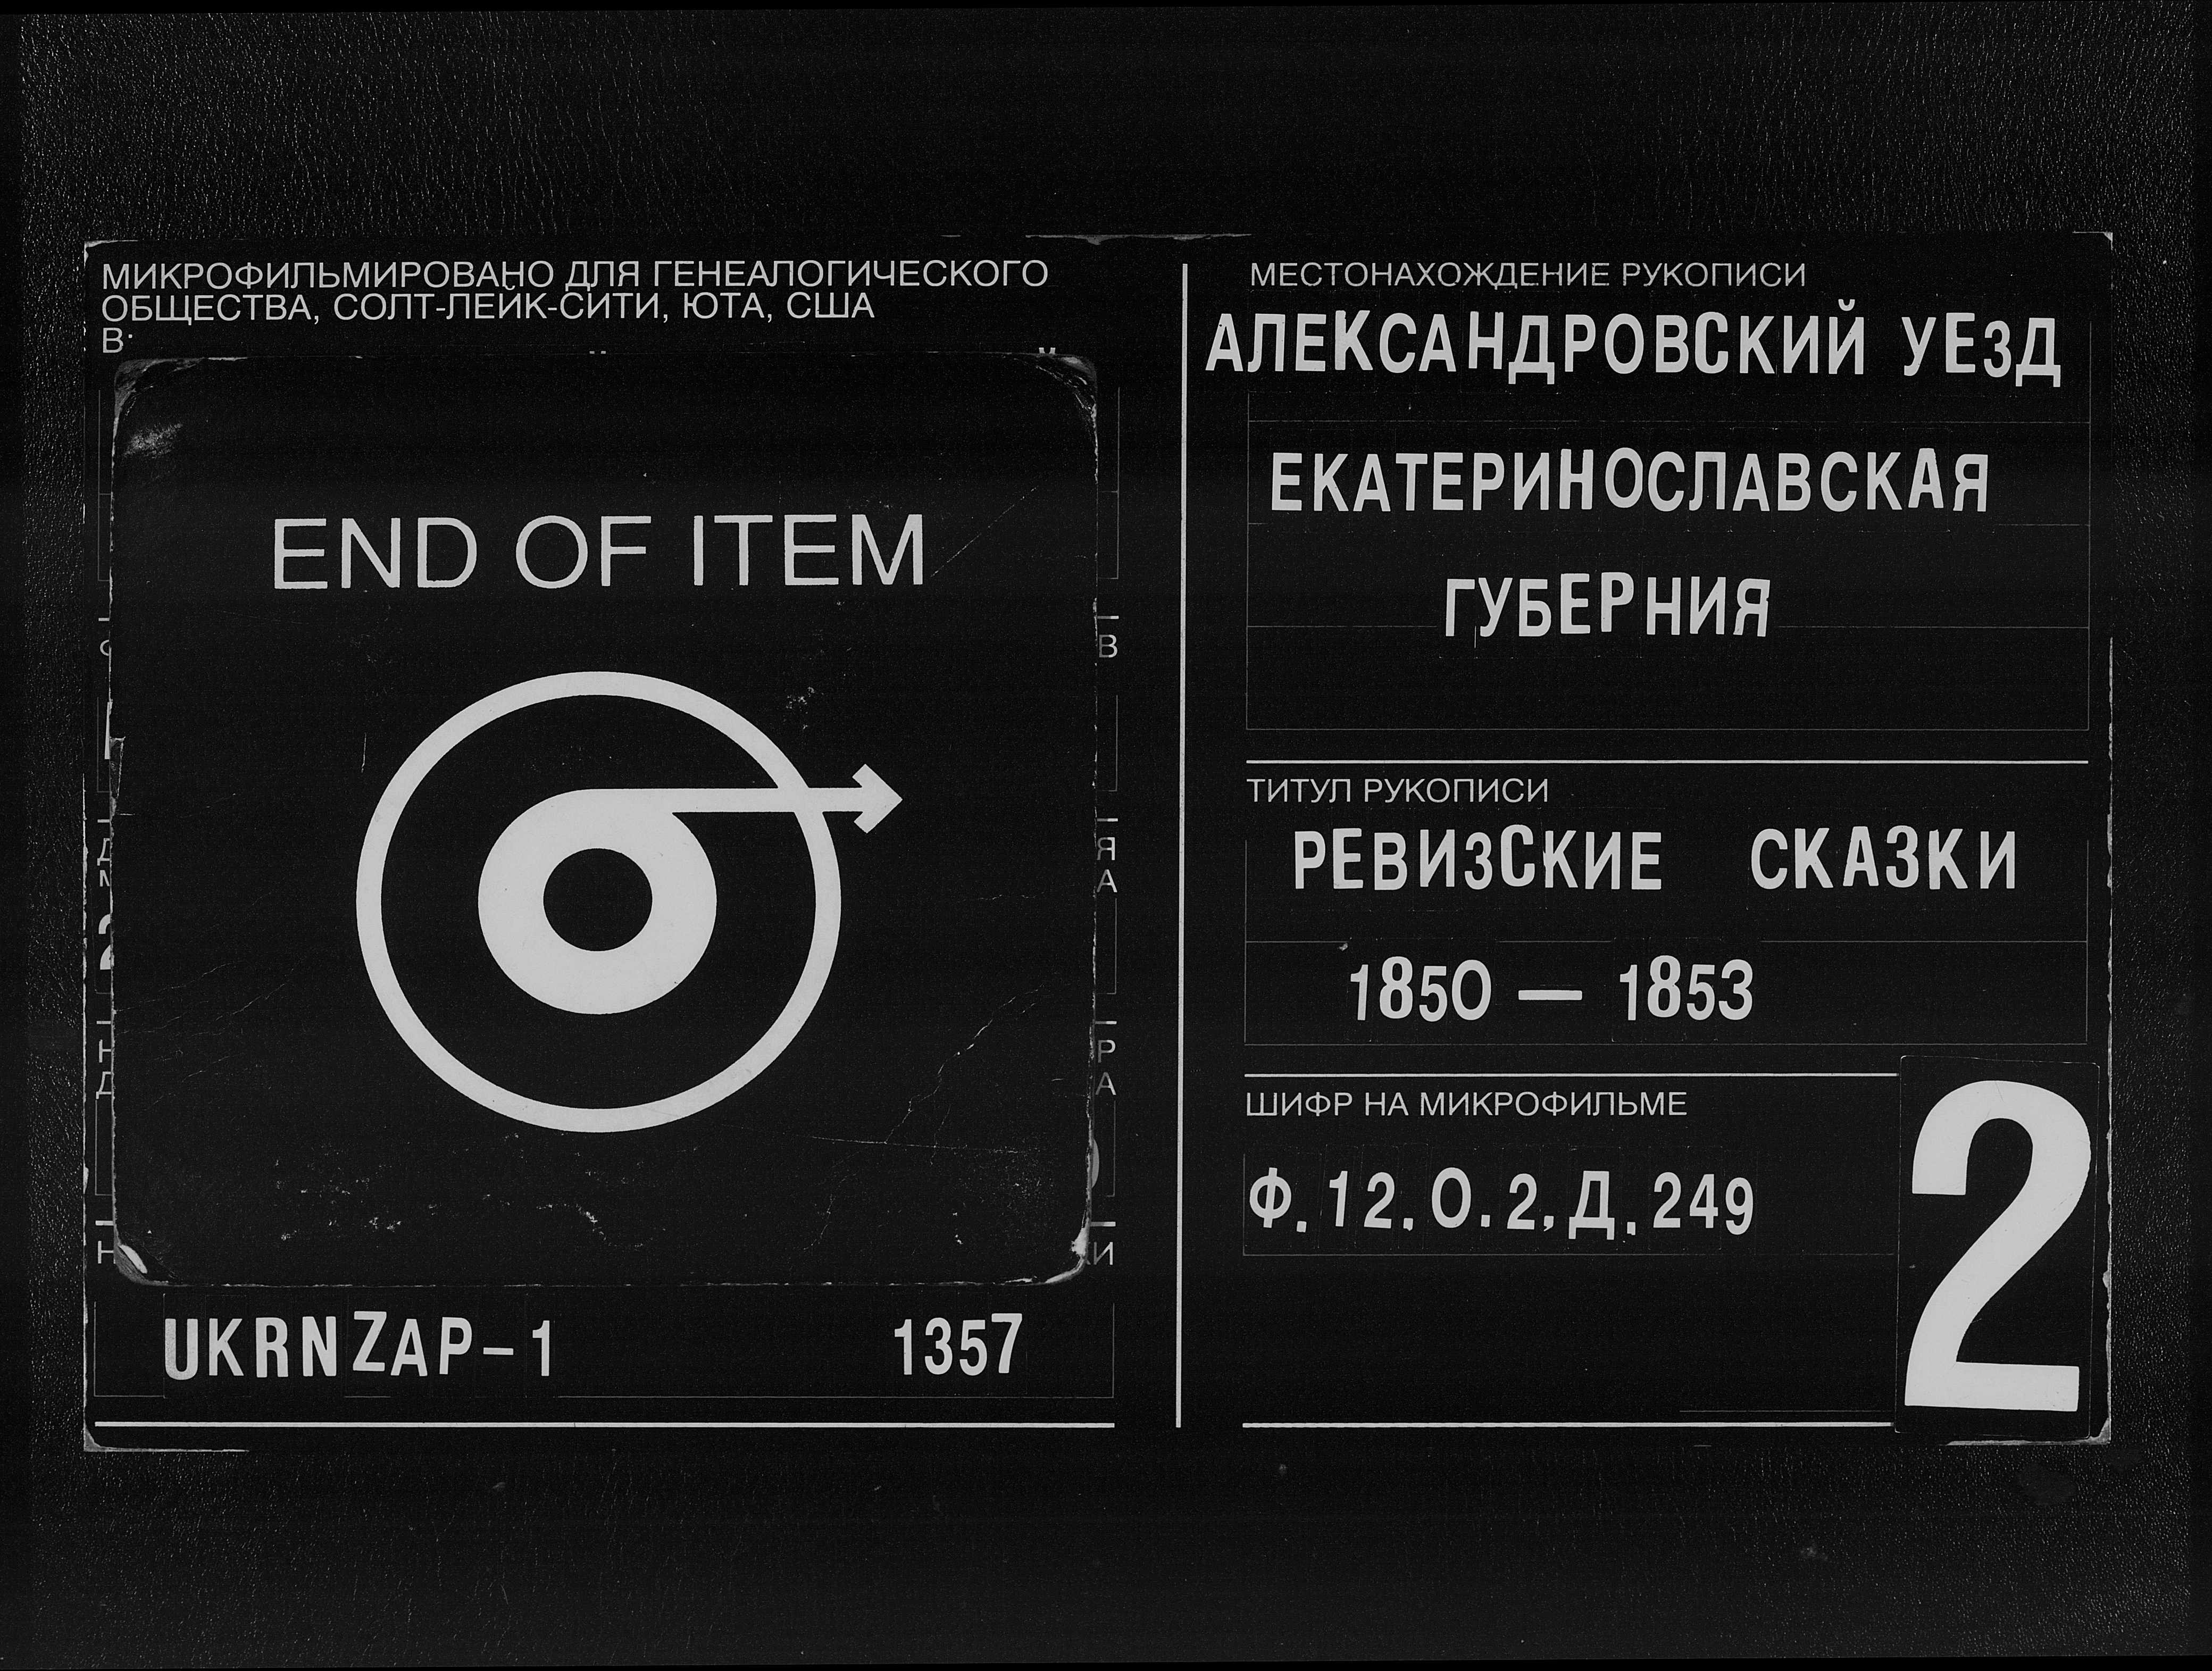 МИКРОФИЛЬМИРОВАНО ДЛЯ ГЕНЕАЛОГИЧЕСКОГО
ОБЩЕСТВА, СОЛТ-ЛЕЙК-СИТИ, ЮТА, США
В
END OF ITEM
UKRNZAP-1 1357
МЕСТОНАХОЖДЕНИЕ РУКОПИСИ
АЛЕКСАНДРОВСКИЙ УЕЗД
ЕКАТЕРИНОСЛАВСКАЯ
ГУБЕРНИЯ
ТИТУЛ РУКОПИСИ
РЕВИЗСКИЕ СКАЗКИ
1850 — 1853
ШИФР НА МИКРОФИЛЬМЕ
Ф.12.О.2.Д.249
2